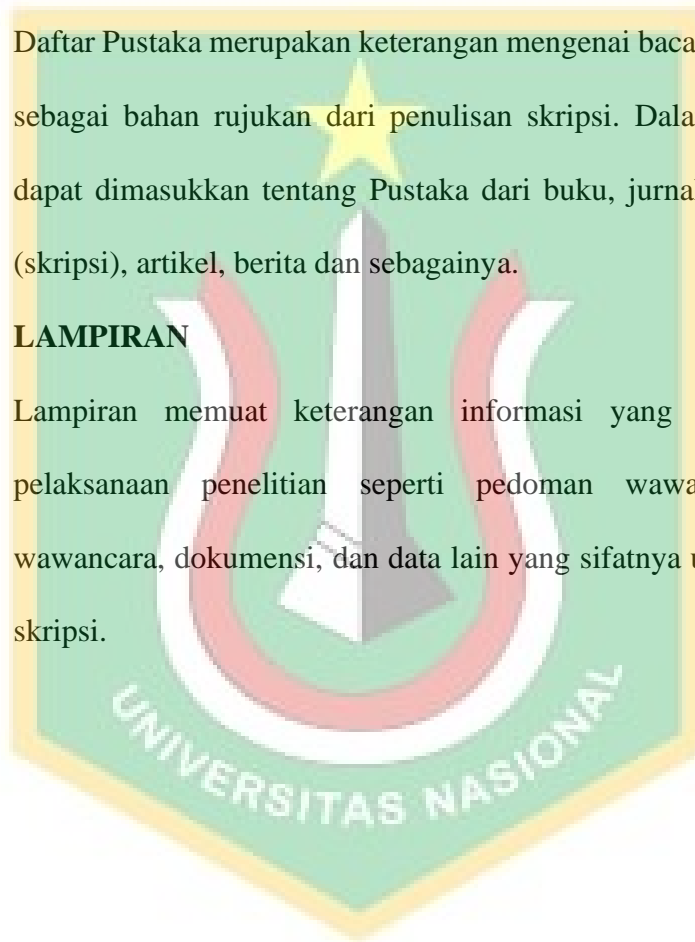 Daftar Pustaka merupakan keterangan mengenai baca
sebagai bahan rujukan dari penulisan skripsi. Dala
dapat dimasukkan tentang Pustaka dari buku, jurnal
(skripsi), artikel, berita dan sebagainya.
LAMPIRAN
Lampiran memuat keterangan informasi yang
pelaksanaan penelitian seperti pedoman wawa
wawancara, dokumensi, dan data lain yang sifatnya u
skripsi.
UNIVERSITAS NASIONAL